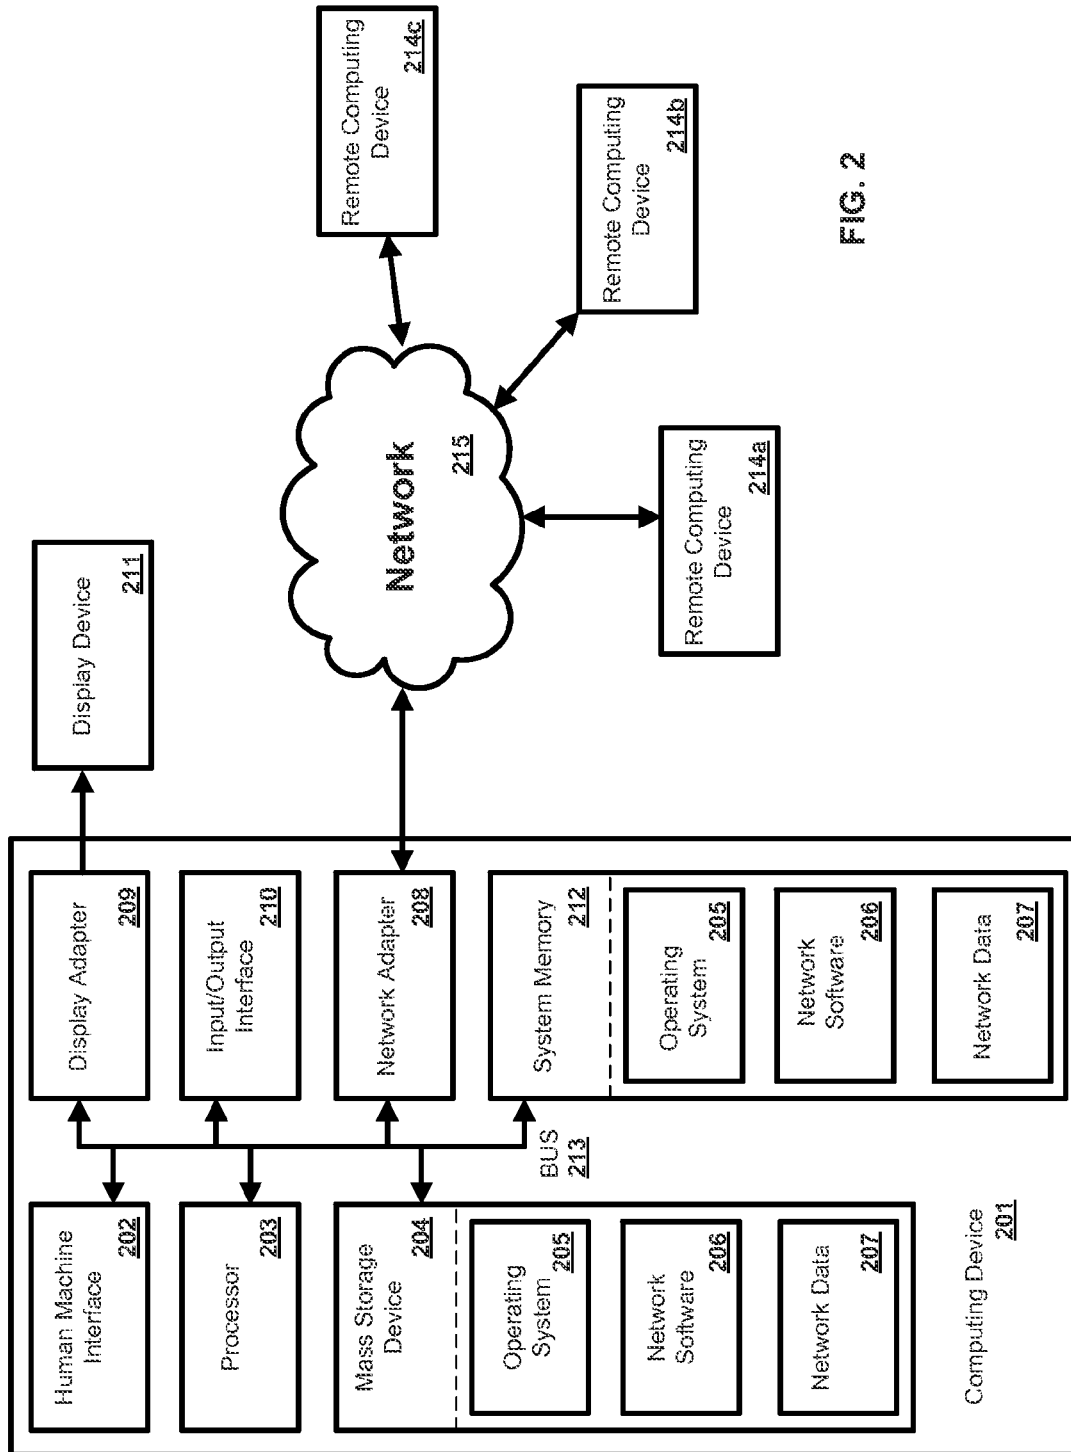 Human Machine
Interface
202
Processor
203
Mass Storage
Device
204
Operating
System
205
Network
Software
206
Network Data
207
Computing Device
201
BUS
213
Display Adapter
209
Input/Output
Interface
210
Network Adapter
208
System Memory
212
Operating
System
205
Network
Software
206
Network Data
207
Display Device
211
Network
215
Remote Computing
Device
214a
Remote Computing
Device
214b
Remote Computing
Device
214c
FIG. 2